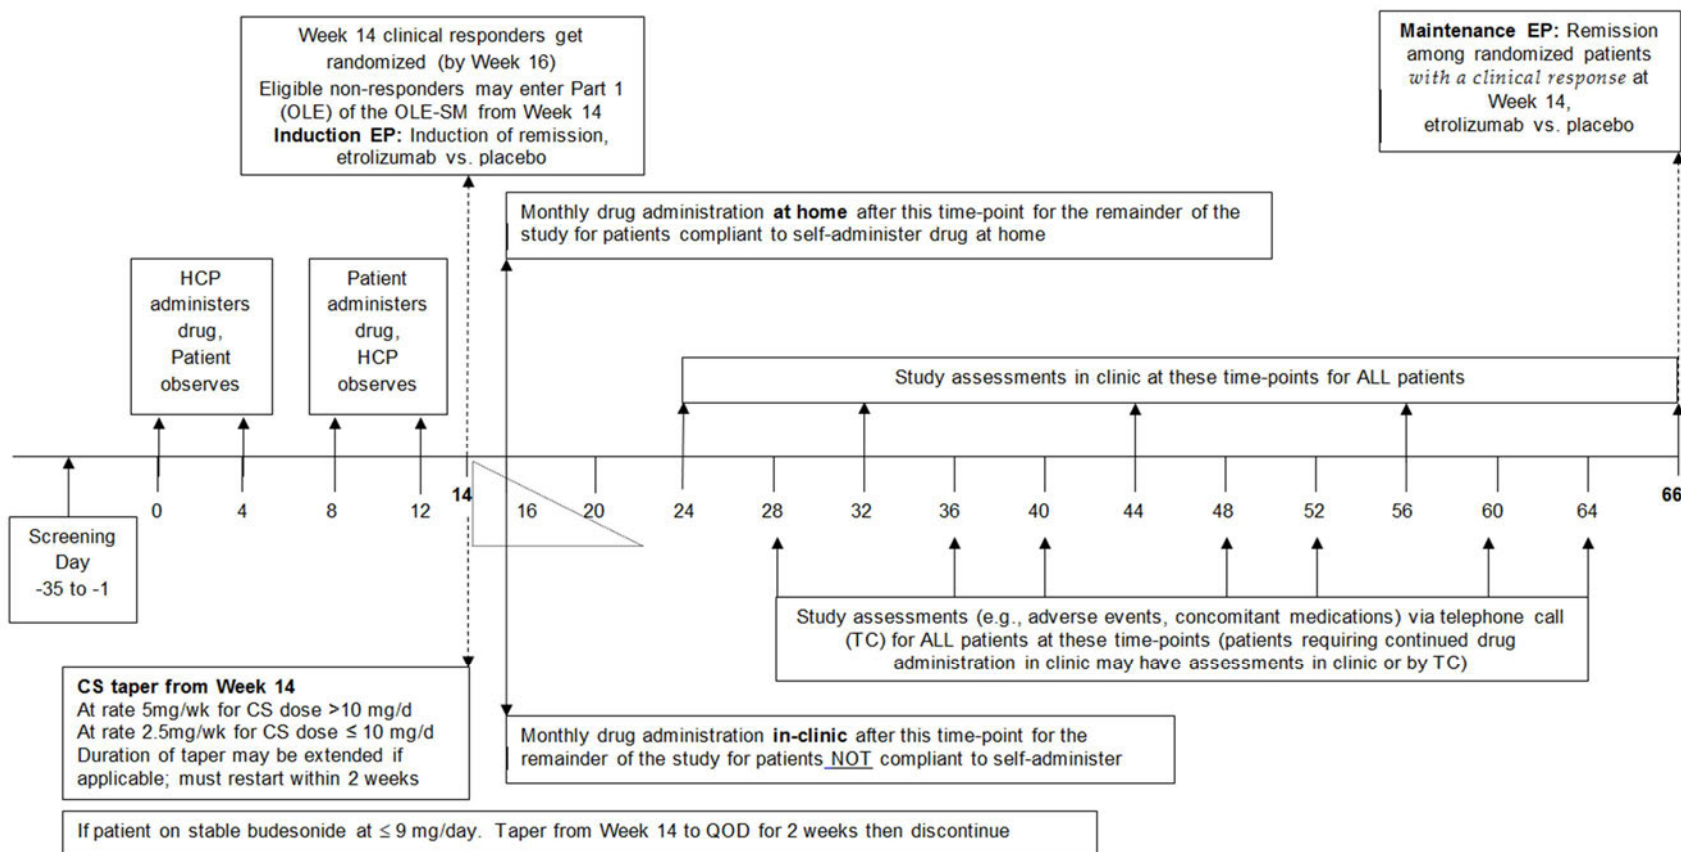 Week 14 clinical responders get
randomized (by Week 16)
Eligible non-responders may enter Part 1
(OLE) of the OLE-SM from Week 14
Induction EP: Induction of remission,
etrolizumab vs. placebo
Maintenance EP: Remission
among randomized patients
with a clinical response at
Week 14,
etrolizumab vs. placebo
Monthly drug administration at home after this time-point for the remainder of the
study for patients compliant to self-administer drug at home
HCP
administers
drug,
Patient
observes
Patient
administers
drug,
HCP
observes
Study assessments in clinic at these time-points for ALL patients
0 4 8 12 14 16 20 24 28 32 36 40 44 48 52 56 60 64 66
Screening
Day
-35 to -1
Study assessments (e.g., adverse events, concomitant medications) via telephone call
(TC) for ALL patients at these time-points (patients requiring continued drug
administration in clinic may have assessments in clinic or by TC)
CS taper from Week 14
At rate 5mg/wk for CS dose >10 mg/d
At rate 2.5mg/wk for CS dose ≤ 10 mg/d
Duration of taper may be extended if
applicable; must restart within 2 weeks
Monthly drug administration in-clinic after this time-point for the
remainder of the study for patients NOT compliant to self-administer
If patient on stable budesonide at ≤ 9 mg/day. Taper from Week 14 to QOD for 2 weeks then discontinue